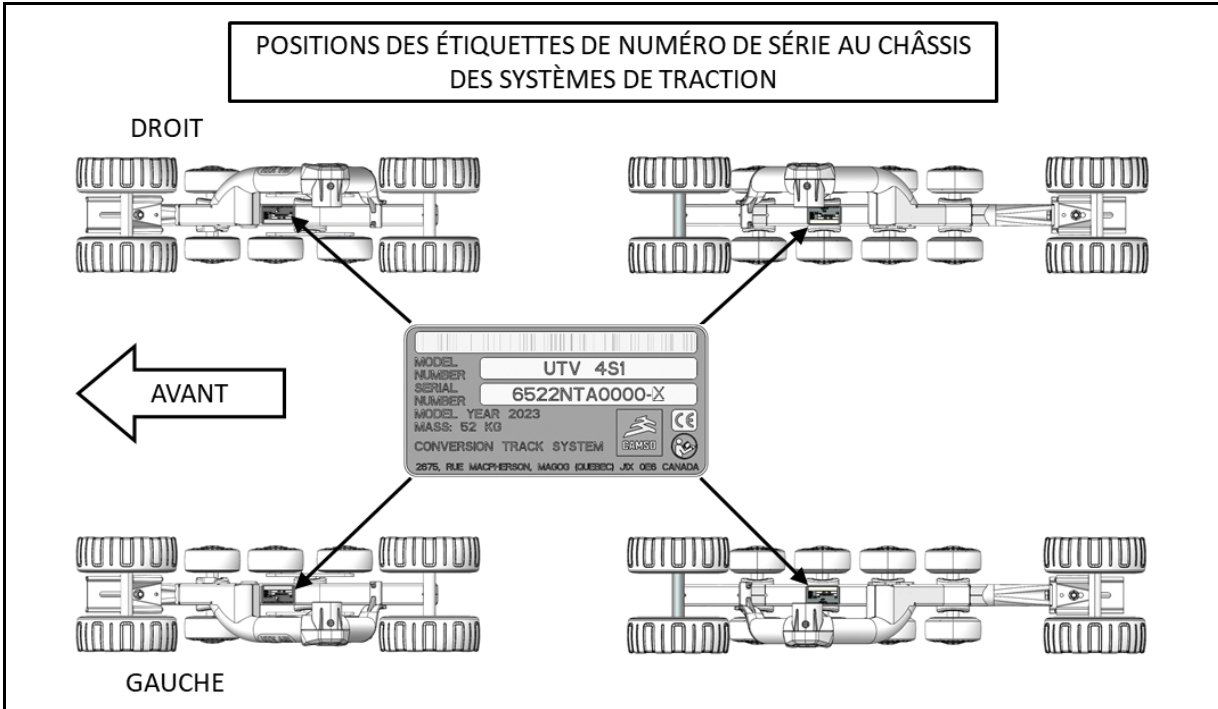 POSITIONS DES ÉTIQUETTES DE NUMÉRO DE SÉRIE AU CHÂSSIS
DES SYSTÈMES DE TRACTION
DROIT
AVANT
MODEL
NUMBER
UTV 4S1
SERIAL
NUMBER
6522NTA0000-X
MODEL YEAR 2023
MASS: 52 KG
CE
CAMSO
CONVERSION TRACK SYSTEM
2675, RUE MACPHERSON, MAGOG (QUEBEC) J1X 0E6 CANADA
GAUCHE